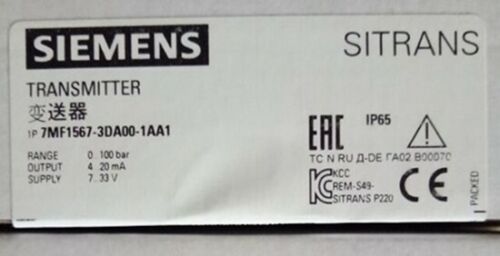 SIEMENS
SITRANS
TRANSMITTER
变送器
1P 7MF1567-3DA00-1AA1
RANGE 0...100 bar
OUTPUT 4...20 mA
SUPPLY 7...33 V
EAC IP65
TC N RU Д-DE ГА02 B00070
KCC
REM-S49-
SITRANS P220
CE
PACKED